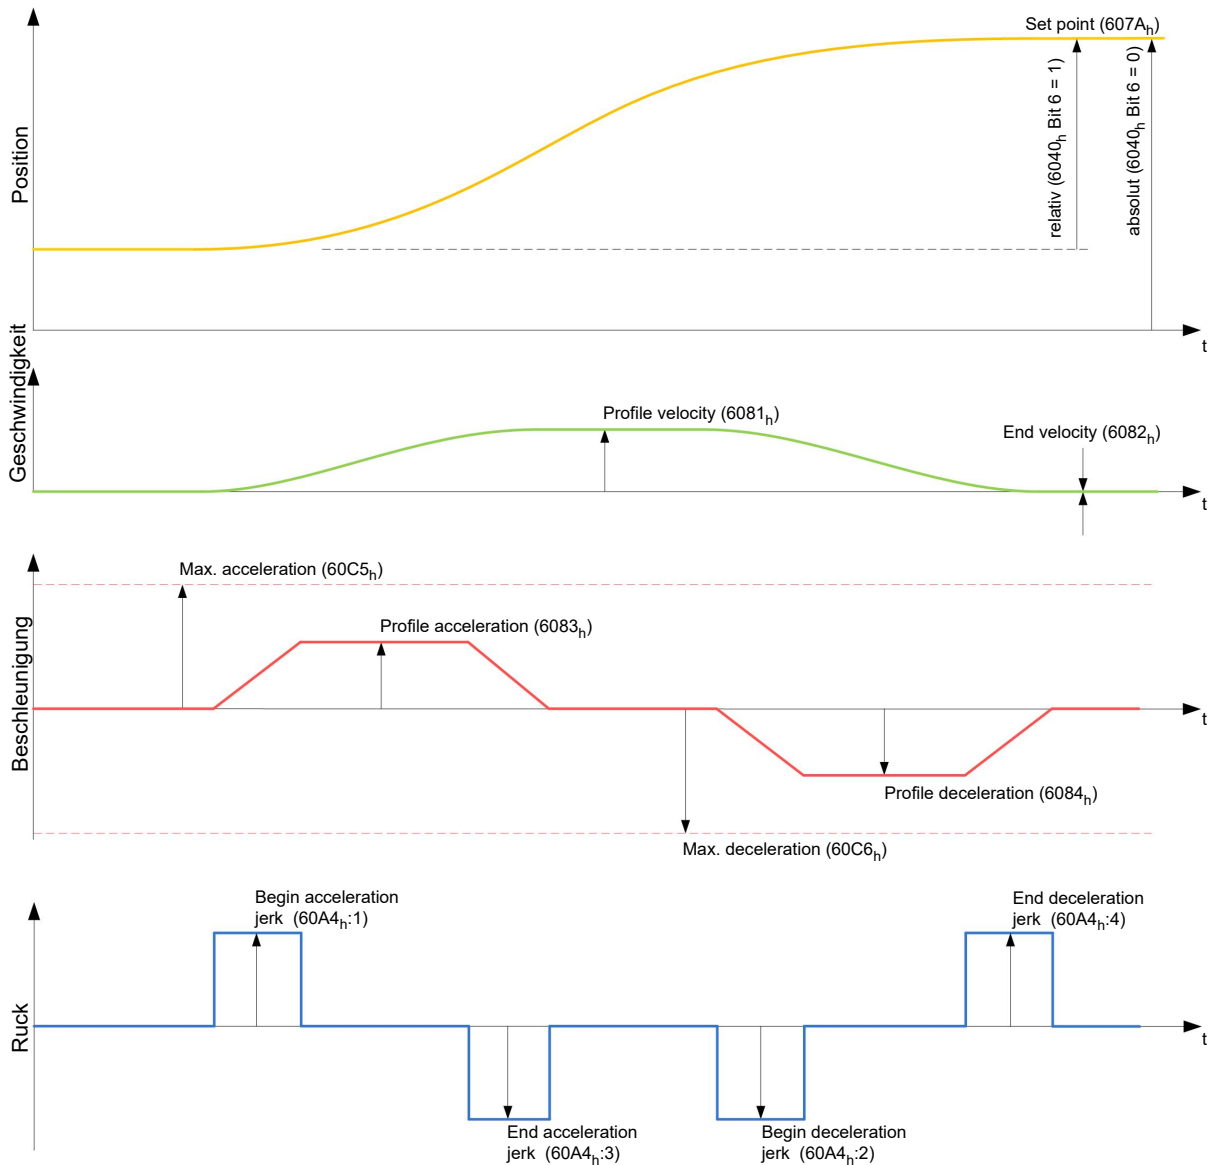 Position
Set point (607Ah)
relativ (6040h Bit 6 = 1)
absolut (6040h Bit 6 = 0)
t
Geschwindigkeit
Profile velocity (6081h)
End velocity (6082h)
t
Beschleunigung
Max. acceleration (60C5h)
Profile acceleration (6083h)
t
Profile deceleration (6084h)
Max. deceleration (60C6h)
Ruck
Begin acceleration
jerk (60A4h:1)
End deceleration
jerk (60A4h:4)
t
End acceleration
jerk (60A4h:3)
Begin deceleration
jerk (60A4h:2)